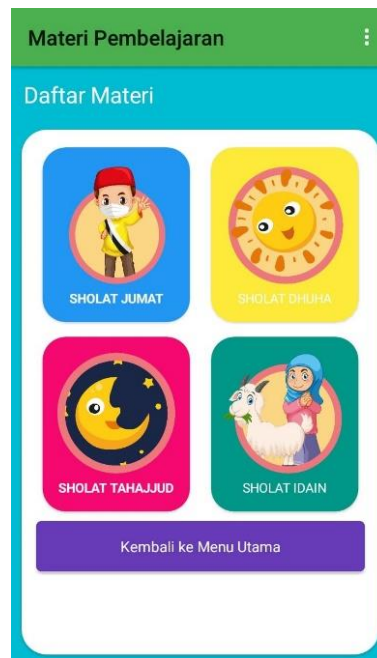 Materi Pembelajaran
Daftar Materi
SHOLAT JUMAT
SHOLAT DHUHA
SHOLAT TAHAJJUD
SHOLAT IDAIN
Kembali ke Menu Utama